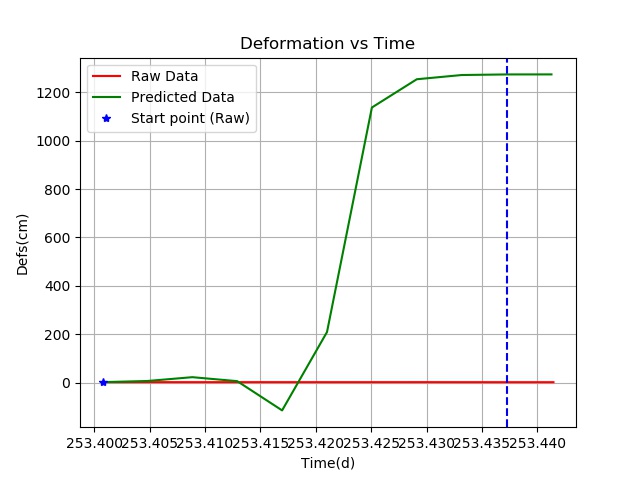 Deformation vs Time
Raw Data
Predicted Data
Start point (Raw)
1200
1000
800
600
400
200
0
Defs(cm)
253.400 253.405 253.410 253.415 253.420 253.425 253.430 253.435 253.440
Time(d)